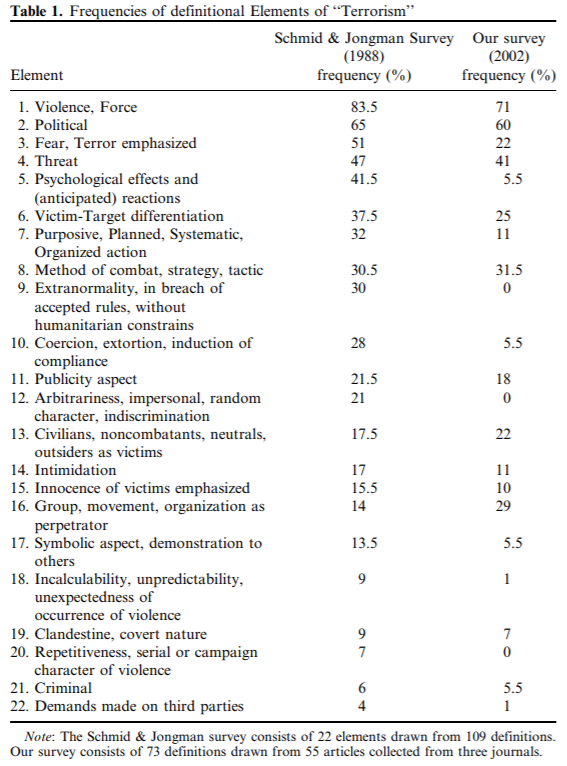 Table 1. Frequencies of definitional Elements of ‘‘Terrorism’’
Schmid & Jongman Survey Our survey
(1988) (2002)
Element frequency (%) frequency (%)
1. Violence, Force 83.5 71
2. Political 65 60
3. Fear, Terror emphasized 51 22
4. Threat 47 41
5. Psychological effects and 41.5 5.5
(anticipated) reactions
6. Victim-Target differentiation 37.5 25
7. Purposive, Planned, Systematic, 32 11
Organized action
8. Method of combat, strategy, tactic 30.5 31.5
9. Extranormality, in breach of 30 0
accepted rules, without
humanitarian constrains
10. Coercion, extortion, induction of 28 5.5
compliance
11. Publicity aspect 21.5 18
12. Arbitrariness, impersonal, random 21 0
character, indiscrimination
13. Civilians, noncombatants, neutrals, 17.5 22
outsiders as victims
14. Intimidation 17 11
15. Innocence of victims emphasized 15.5 10
16. Group, movement, organization as 14 29
perpetrator
17. Symbolic aspect, demonstration to 13.5 5.5
others
18. Incalculability, unpredictability, 9 1
unexpectedness of
occurrence of violence
19. Clandestine, covert nature 9 7
20. Repetitiveness, serial or campaign 7 0
character of violence
21. Criminal 6 5.5
22. Demands made on third parties 4 1
Note: The Schmid & Jongman survey consists of 22 elements drawn from 109 definitions.
Our survey consists of 73 definitions drawn from 55 articles collected from three journals.